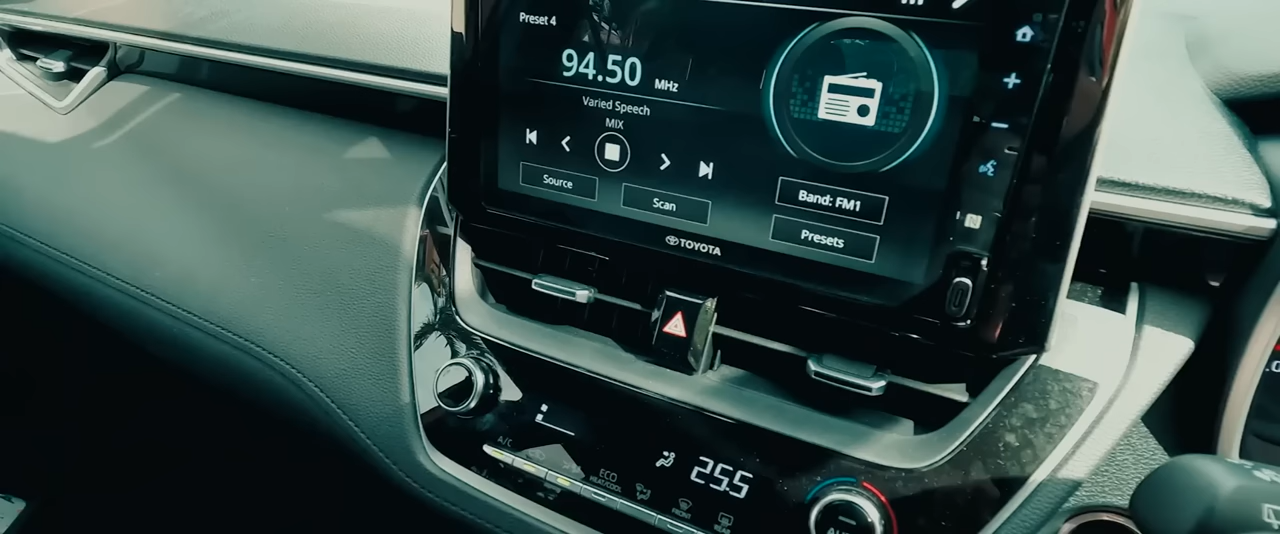 Preset 4
94.50 MHz
Varied Speech
MIX
Source
Scan
Band: FM1
Presets
TOYOTA
N
A/C
ECO
HEAT/COOL
25.5
FRONT
REAR